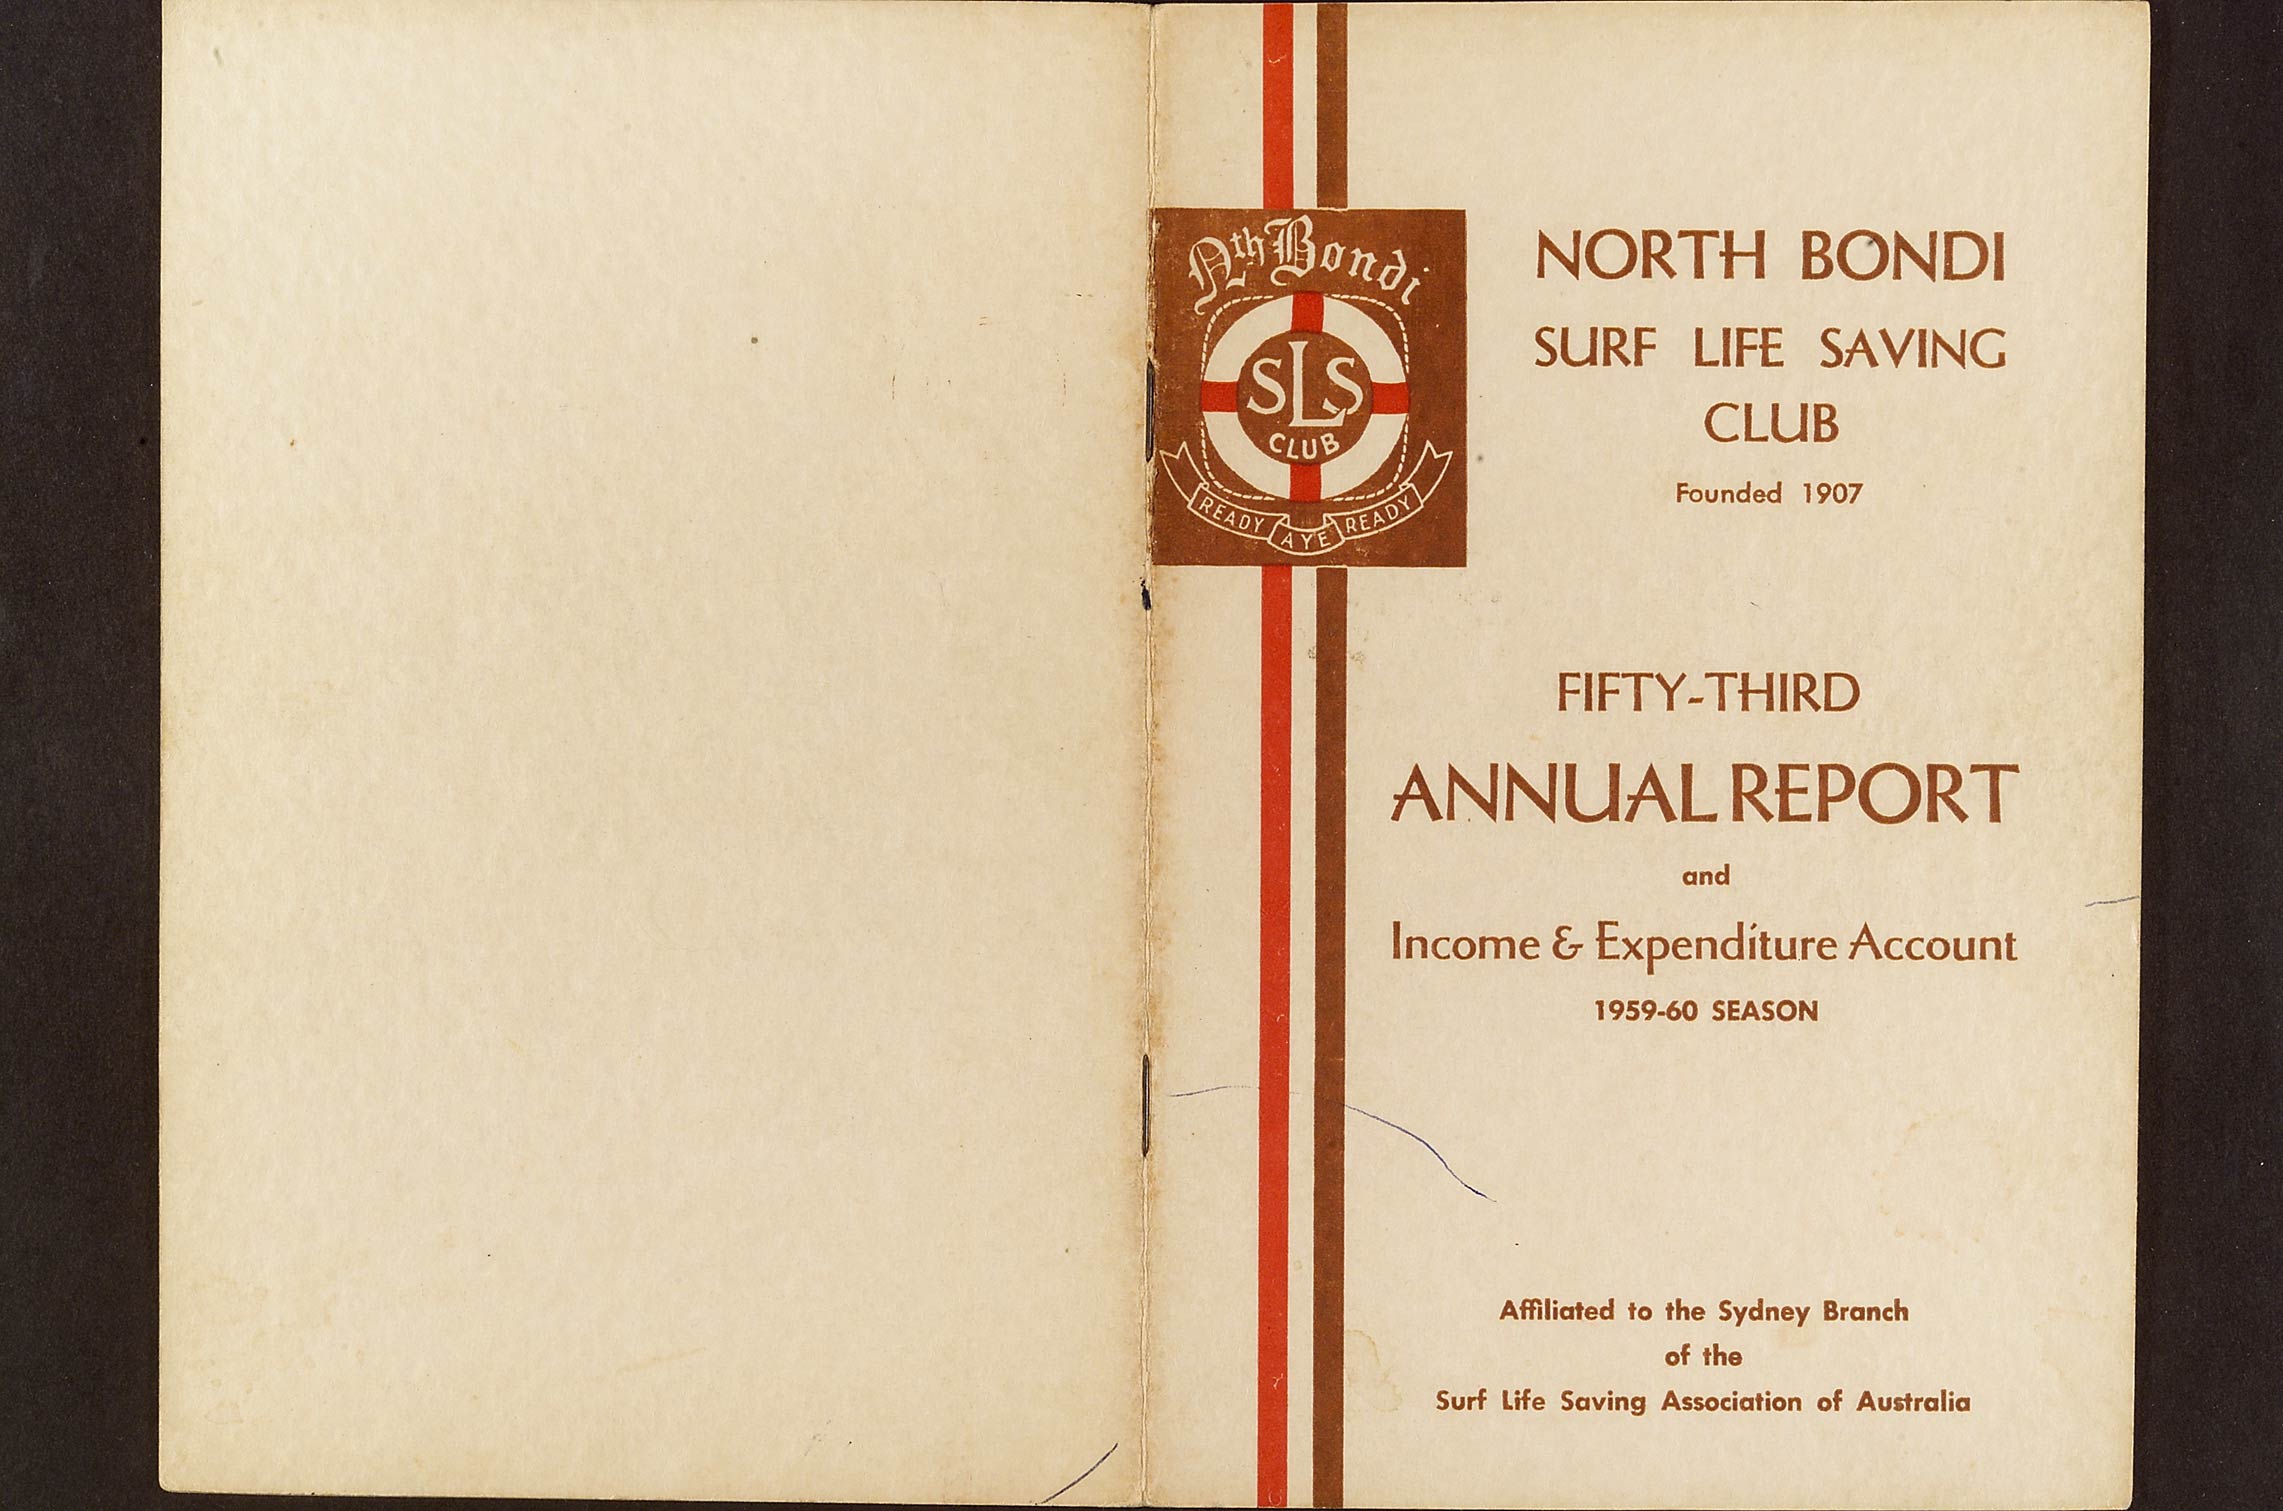 Nth Bondi
SLS
CLUB
READY AYE READY
NORTH BONDI
SURF LIFE SAVING
CLUB
Founded 1907
FIFTY-THIRD
ANNUAL REPORT
and
Income & Expenditure Account
1959-60 SEASON
Affiliated to the Sydney Branch
of the
Surf Life Saving Association of Australia